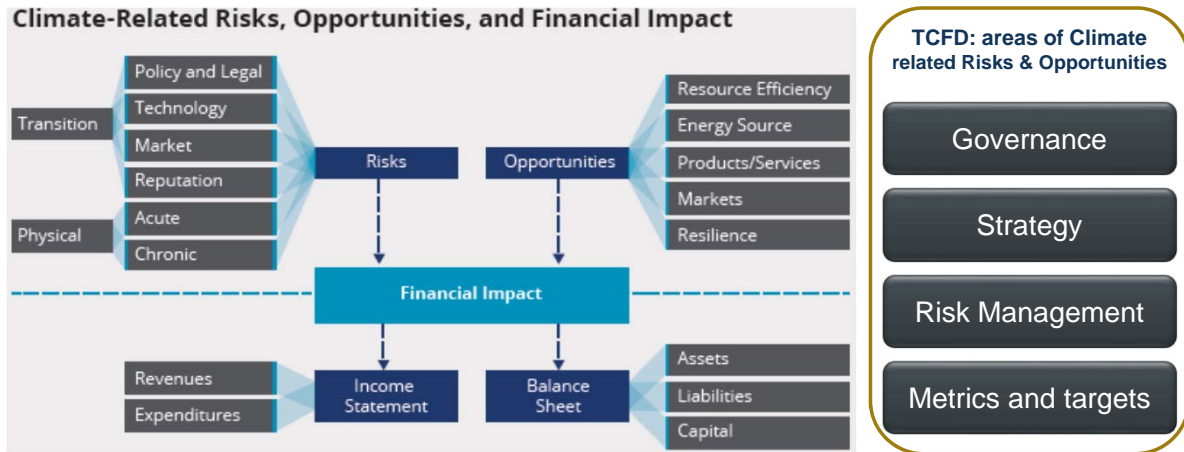 Climate-Related Risks, Opportunities, and Financial Impact
Transition
Physical
Policy and Legal
Technology
Market
Reputation
Acute
Chronic
Risks
Opportunities
Resource Efficiency
Energy Source
Products/Services
Markets
Resilience
Financial Impact
Revenues
Expenditures
Income
Statement
Balance
Sheet
Assets
Liabilities
Capital
TCFD: areas of Climate
related Risks & Opportunities
Governance
Strategy
Risk Management
Metrics and targets